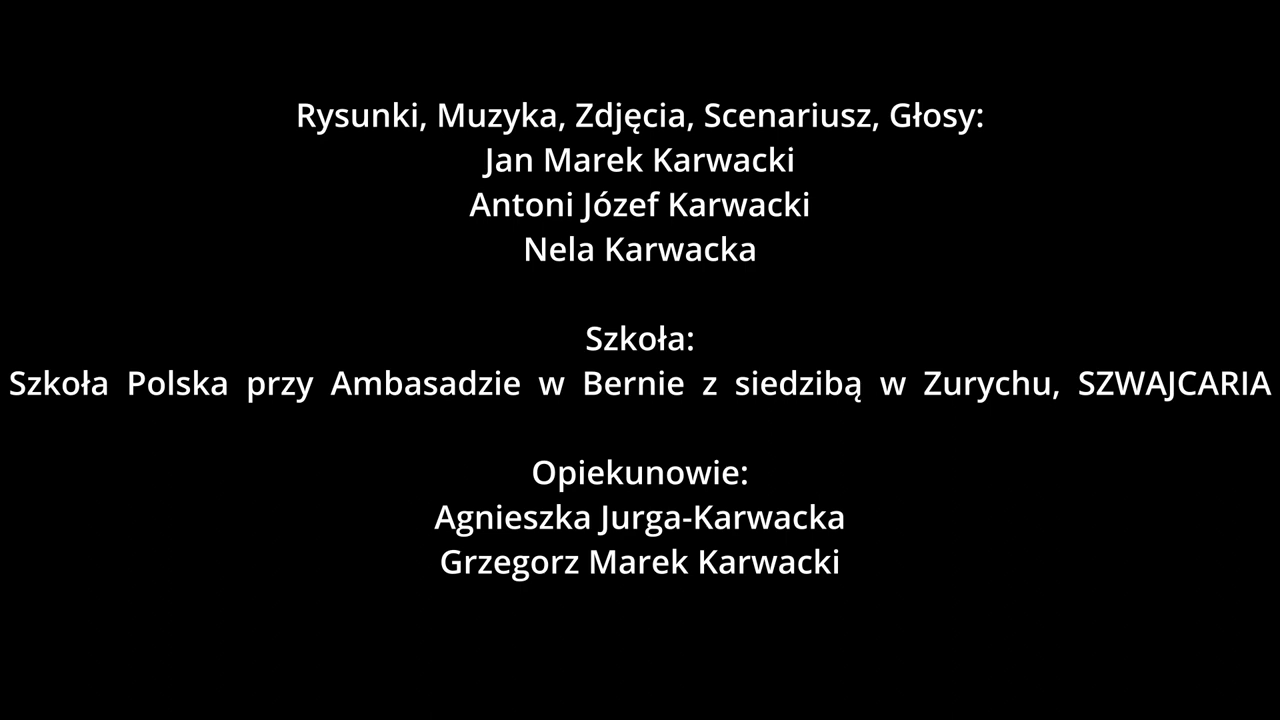 Rysunki, Muzyka, Zdjęcia, Scenariusz, Głosy:
Jan Marek Karwacki
Antoni Józef Karwacki
Nela Karwacka
Szkoła:
Szkoła Polska przy Ambasadzie w Bernie z siedzibą w Zurychu, SZWAJCARIA
Opiekunowie:
Agnieszka Jurga-Karwacka
Grzegorz Marek Karwacki